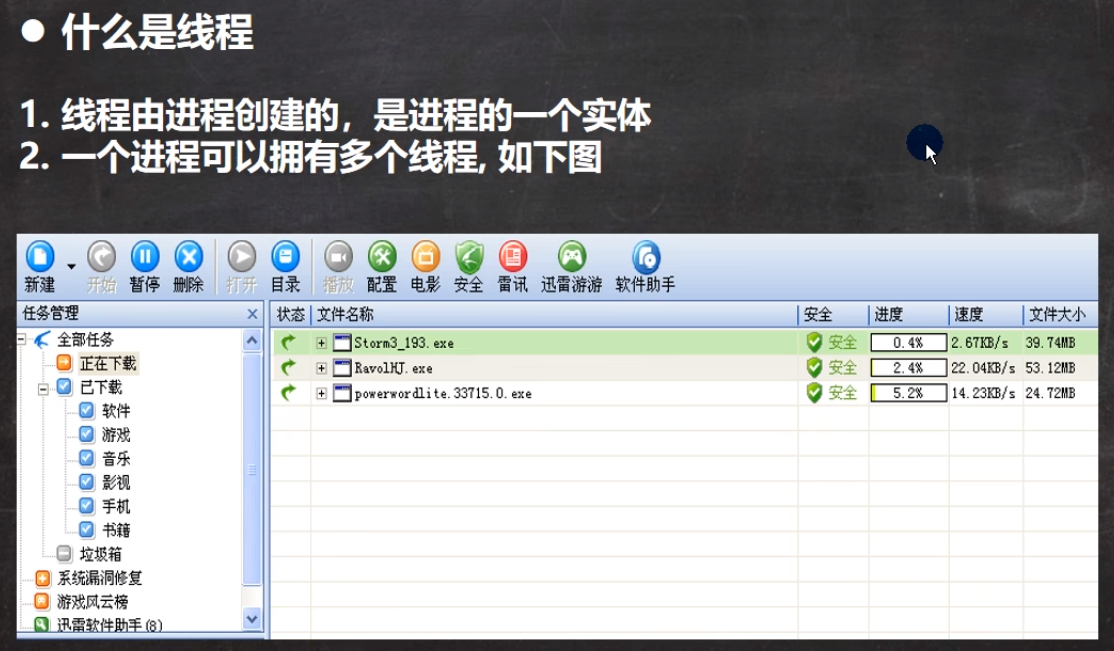 ● 什么是线程
1. 线程由进程创建的，是进程的一个实体
2. 一个进程可以拥有多个线程, 如下图
新建 开始 暂停 删除 打开 目录 播放 配置 电影 安全 雷讯 迅雷游游 软件助手
任务管理 状态 文件名称 安全 进度 速度 文件大小
全部任务
正在下载
已下载
软件
游戏
音乐
影视
手机
书籍
垃圾箱
系统漏洞修复
游戏风云榜
迅雷软件助手(8)
Storm3_193.exe 安全 0.4% 2.67KB/s 39.74MB
RavolHJ.exe 安全 2.4% 22.04KB/s 53.12MB
powerwordlite.33715.0.exe 安全 5.2% 14.23KB/s 24.72MB